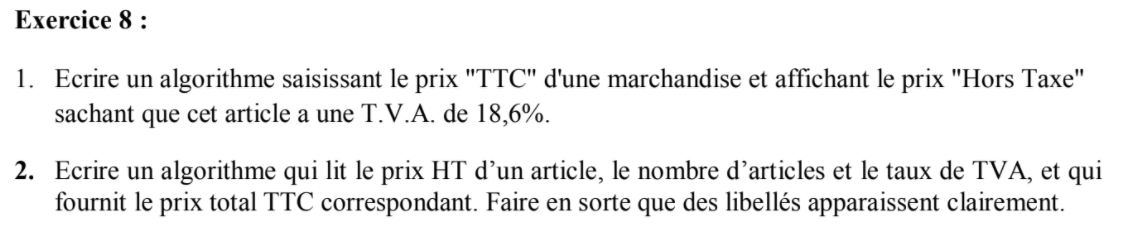 Exercice 8 :
1. Ecrire un algorithme saisissant le prix "TTC" d'une marchandise et affichant le prix "Hors Taxe"
sachant que cet article a une T.V.A. de 18,6%.
2. Ecrire un algorithme qui lit le prix HT d’un article, le nombre d’articles et le taux de TVA, et qui
fournit le prix total TTC correspondant. Faire en sorte que des libellés apparaissent clairement.